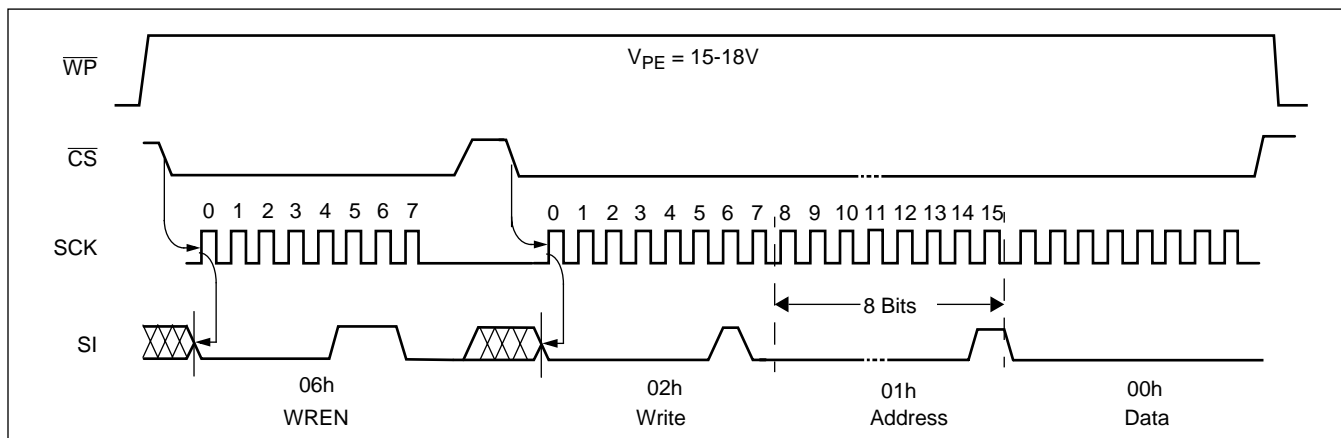 WP
V_PE = 15-18V
CS
0 1 2 3 4 5 6 7 0 1 2 3 4 5 6 7 8 9 10 11 12 13 14 15
SCK
8 Bits
SI
06h 02h 01h 00h
WREN Write Address Data